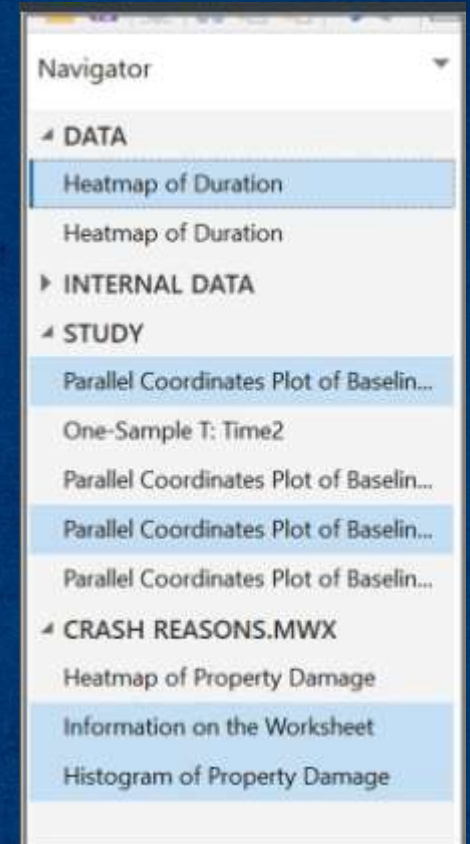 Navigator
DATA
Heatmap of Duration
Heatmap of Duration
INTERNAL DATA
STUDY
Parallel Coordinates Plot of Baselin...
One-Sample T: Time2
Parallel Coordinates Plot of Baselin...
Parallel Coordinates Plot of Baselin...
Parallel Coordinates Plot of Baselin...
CRASH REASONS.MWX
Heatmap of Property Damage
Information on the Worksheet
Histogram of Property Damage